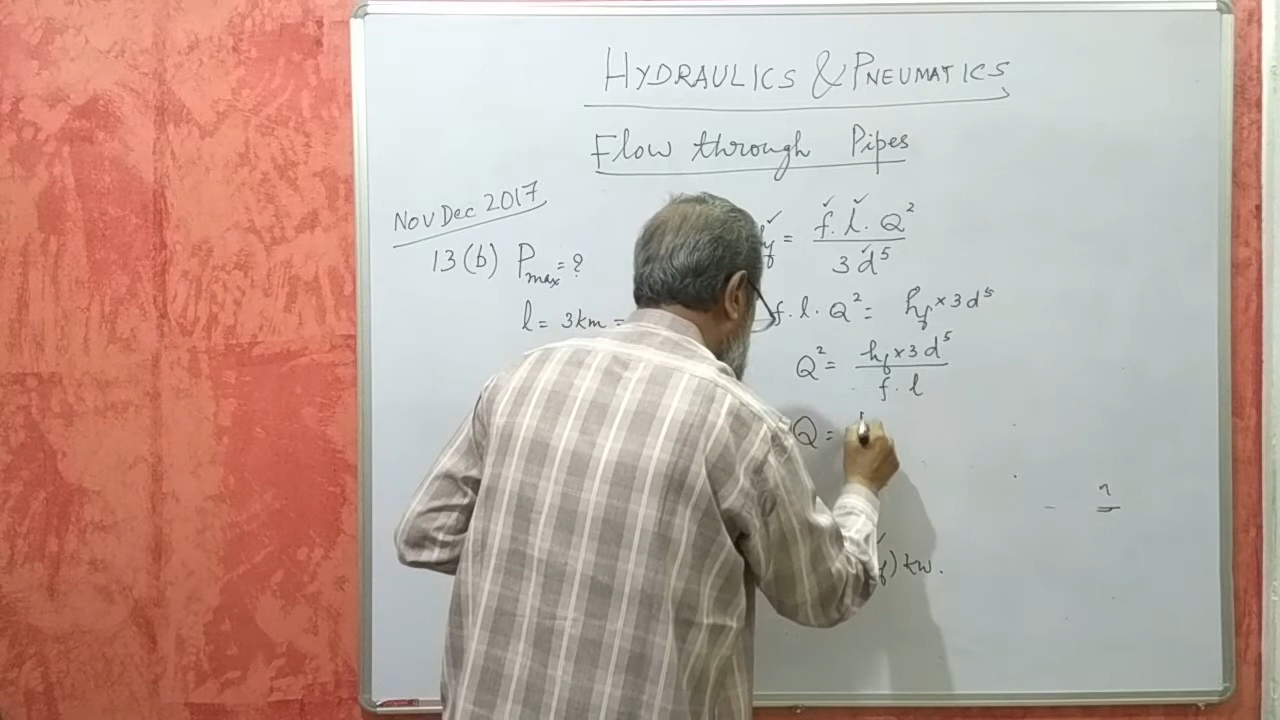 HYDRAULICS & PNEUMATICS
Flow through Pipes
Nov Dec 2017
13(b) Pmax = ?
l = 3km =
= f. l. Q² / 3 d⁵
f. l. Q² = hf × 3 d⁵
Q² = hf × 3 d⁵ / f. l
Q =
f) kw.